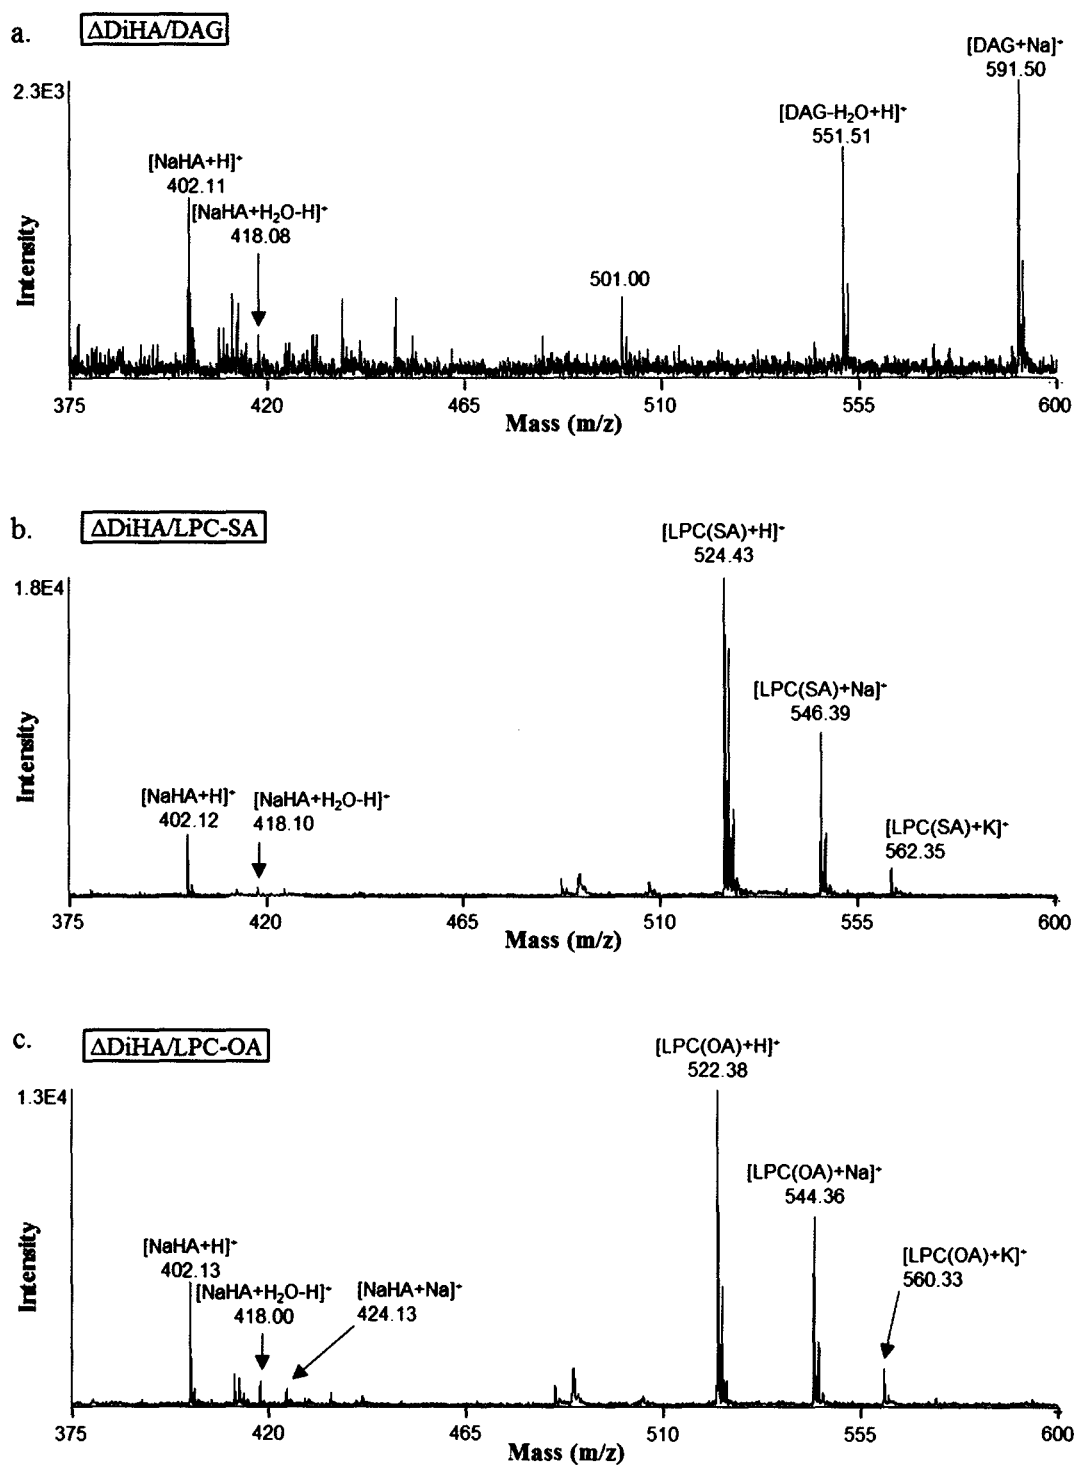 a.
ΔDiHA/DAG
[DAG+Na]⁺
591.50
2.3E3
[DAG-H₂O+H]⁺
551.51
[NaHA+H]⁺
402.11
[NaHA+H₂O-H]⁺
418.08
501.00
Intensity
375 420 465 510 555 600
Mass (m/z)
b.
ΔDiHA/LPC-SA
[LPC(SA)+H]⁺
524.43
1.8E4
[LPC(SA)+Na]⁺
546.39
[NaHA+H]⁺
402.12
[NaHA+H₂O-H]⁺
418.10
[LPC(SA)+K]⁺
562.35
Intensity
375 420 465 510 555 600
Mass (m/z)
c.
ΔDiHA/LPC-OA
[LPC(OA)+H]⁺
522.38
1.3E4
[LPC(OA)+Na]⁺
544.36
[NaHA+H]⁺
402.13
[NaHA+H₂O-H]⁺
418.00
[NaHA+Na]⁺
424.13
[LPC(OA)+K]⁺
560.33
Intensity
375 420 465 510 555 600
Mass (m/z)